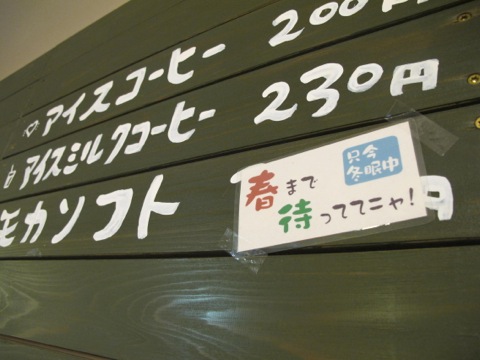 アイスコーヒー 200円
アイスミルクコーヒー 230円
モカソフト 円
只今
冬眠中
春まで
待っててニャ!